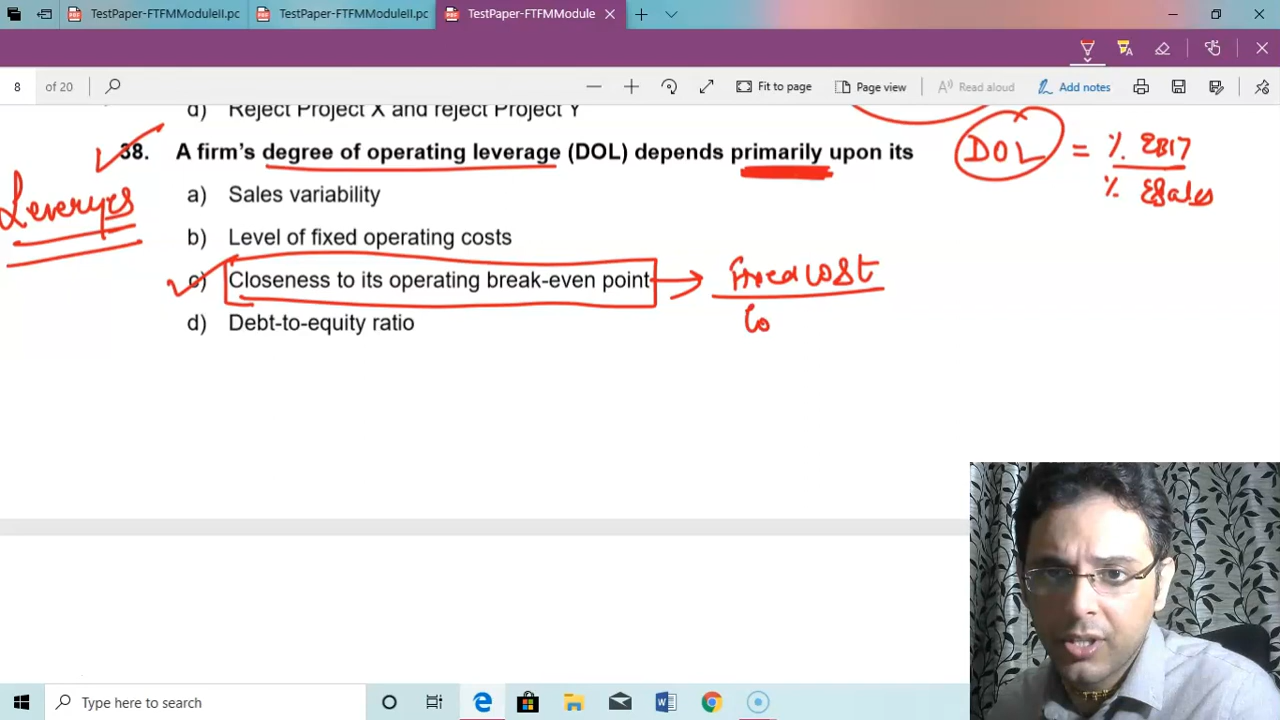 TestPaper-FTFMModuleII.pc
TestPaper-FTFMModuleII.pc
TestPaper-FTFMModule
8 of 20
Fit to page
Page view
Read aloud
Add notes
d) Reject Project X and reject Project Y
38. A firm's degree of operating leverage (DOL) depends primarily upon its
DOL = % EBIT
% Sales
a) Sales variability
b) Level of fixed operating costs
c) Closeness to its operating break-even point
Fixed cost
Co
d) Debt-to-equity ratio
Type here to search